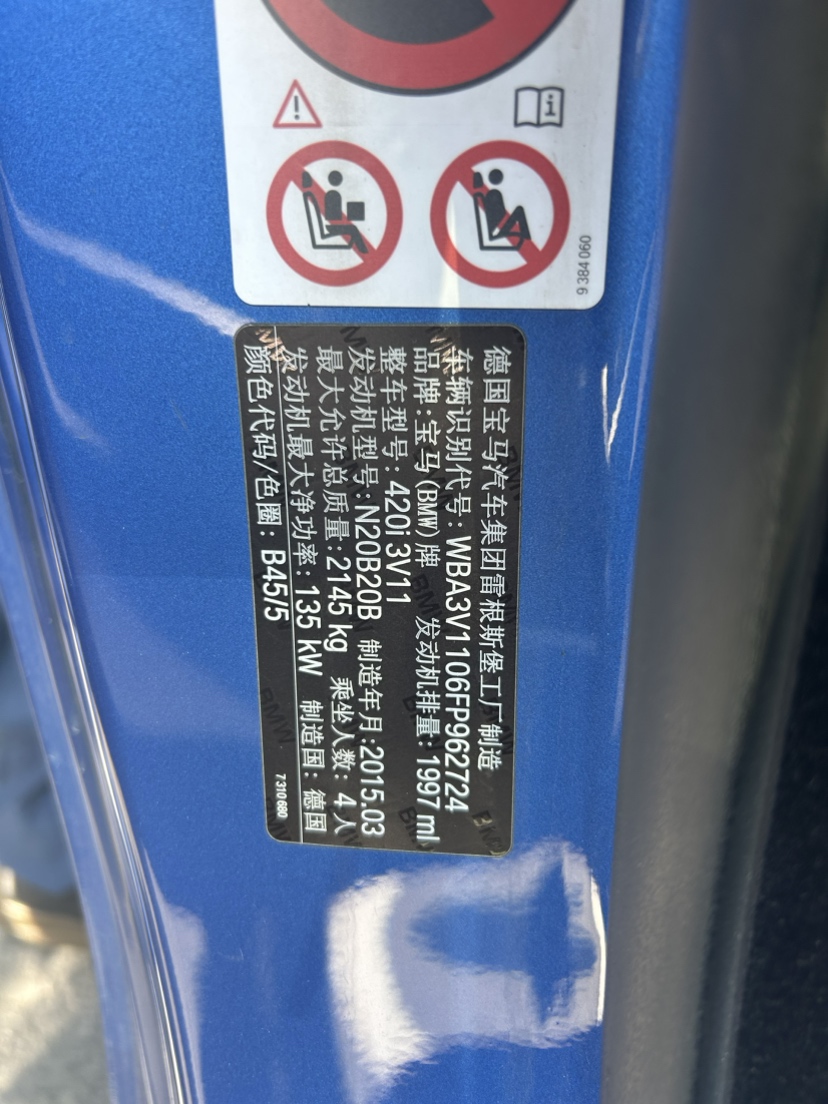 9 384 060
德国宝马汽车集团雷根斯堡工厂制造
车辆识别代号: WBA3V1106FP962724
品牌:宝马(BMW)牌 发动机排量: 1997 ml
整车型号: 420i 3V11
发动机型号:N20B20B 制造年月:2015.03
最大允许总质量:2145 kg 乘坐人数: 4 人
发动机最大净功率: 135 kW 制造国: 德国
颜色代码/色圈: B45/5
7 310 680